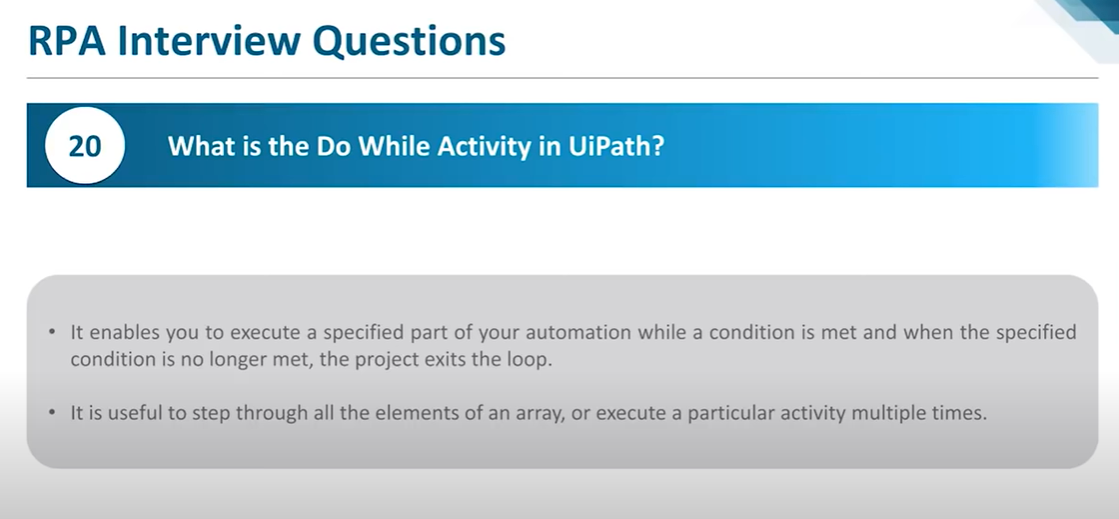 RPA Interview Questions
20
What is the Do While Activity in UiPath?
• It enables you to execute a specified part of your automation while a condition is met and when the specified
condition is no longer met, the project exits the loop.
• It is useful to step through all the elements of an array, or execute a particular activity multiple times.